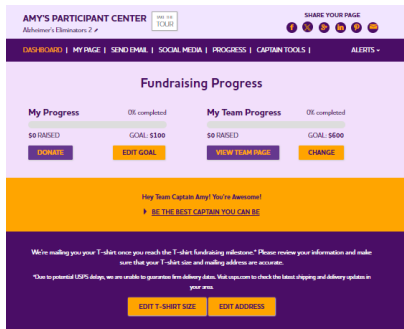 AMY'S PARTICIPANT CENTER
TOUR
SHARE YOUR PAGE
Alzheimer's Eliminators 2
DASHBOARD | MY PAGE | SEND EMAIL | SOCIAL MEDIA | PROGRESS | CAPTAIN TOOLS | ALERTS
Fundraising Progress
My Progress 0% completed
My Team Progress 0% completed
$0 RAISED GOAL: $100
$0 RAISED GOAL: $600
DONATE EDIT GOAL
VIEW TEAM PAGE CHANGE
Hey Team Captain Amy! You're Awesome!
BE THE BEST CAPTAIN YOU CAN BE
We're mailing you your T-shirt once you reach the T-shirt fundraising milestone.* Please review your information and make
sure that your T-shirt size and mailing address are accurate.
*Due to potential USPS delays, we are unable to guarantee firm delivery dates. Visit usps.com to check the latest shipping and delivery updates in
your area.
EDIT T-SHIRT SIZE EDIT ADDRESS